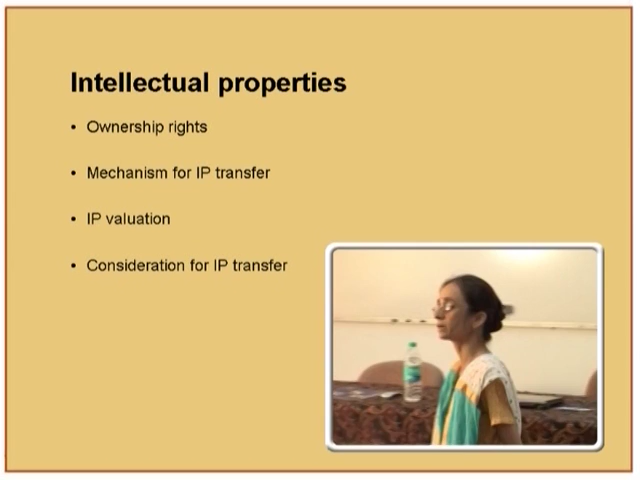 Intellectual properties
• Ownership rights
• Mechanism for IP transfer
• IP valuation
• Consideration for IP transfer